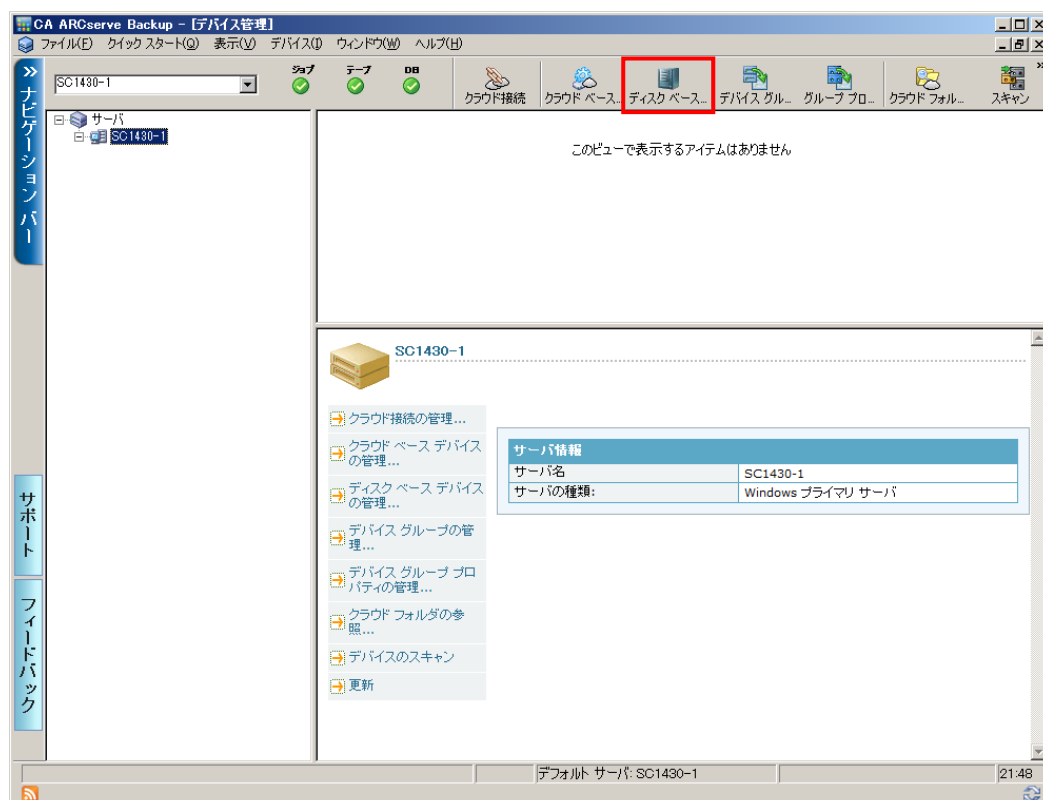 CA ARCserve Backup - [デバイス管理]
ファイル(F) クイック スタート(Q) 表示(V) デバイス(I) ウィンドウ(W) ヘルプ(H)
ナビゲーション バー
SC1430-1
ジョブ
テープ
DB
クラウド接続
クラウド ベース...
ディスク ベース...
デバイス グル...
グループ プロ...
クラウド フォル...
スキャン
サーバ
SC1430-1
このビューで表示するアイテムはありません
SC1430-1
クラウド接続の管理...
クラウド ベース デバイス
の管理...
ディスク ベース デバイス
の管理...
デバイス グループの管
理...
デバイス グループ プロ
パティの管理...
クラウド フォルダの参
照...
デバイスのスキャン
更新
サーバ情報
サーバ名 SC1430-1
サーバの種類: Windows プライマリ サーバ
サポート
フィードバック
デフォルト サーバ: SC1430-1
21:48